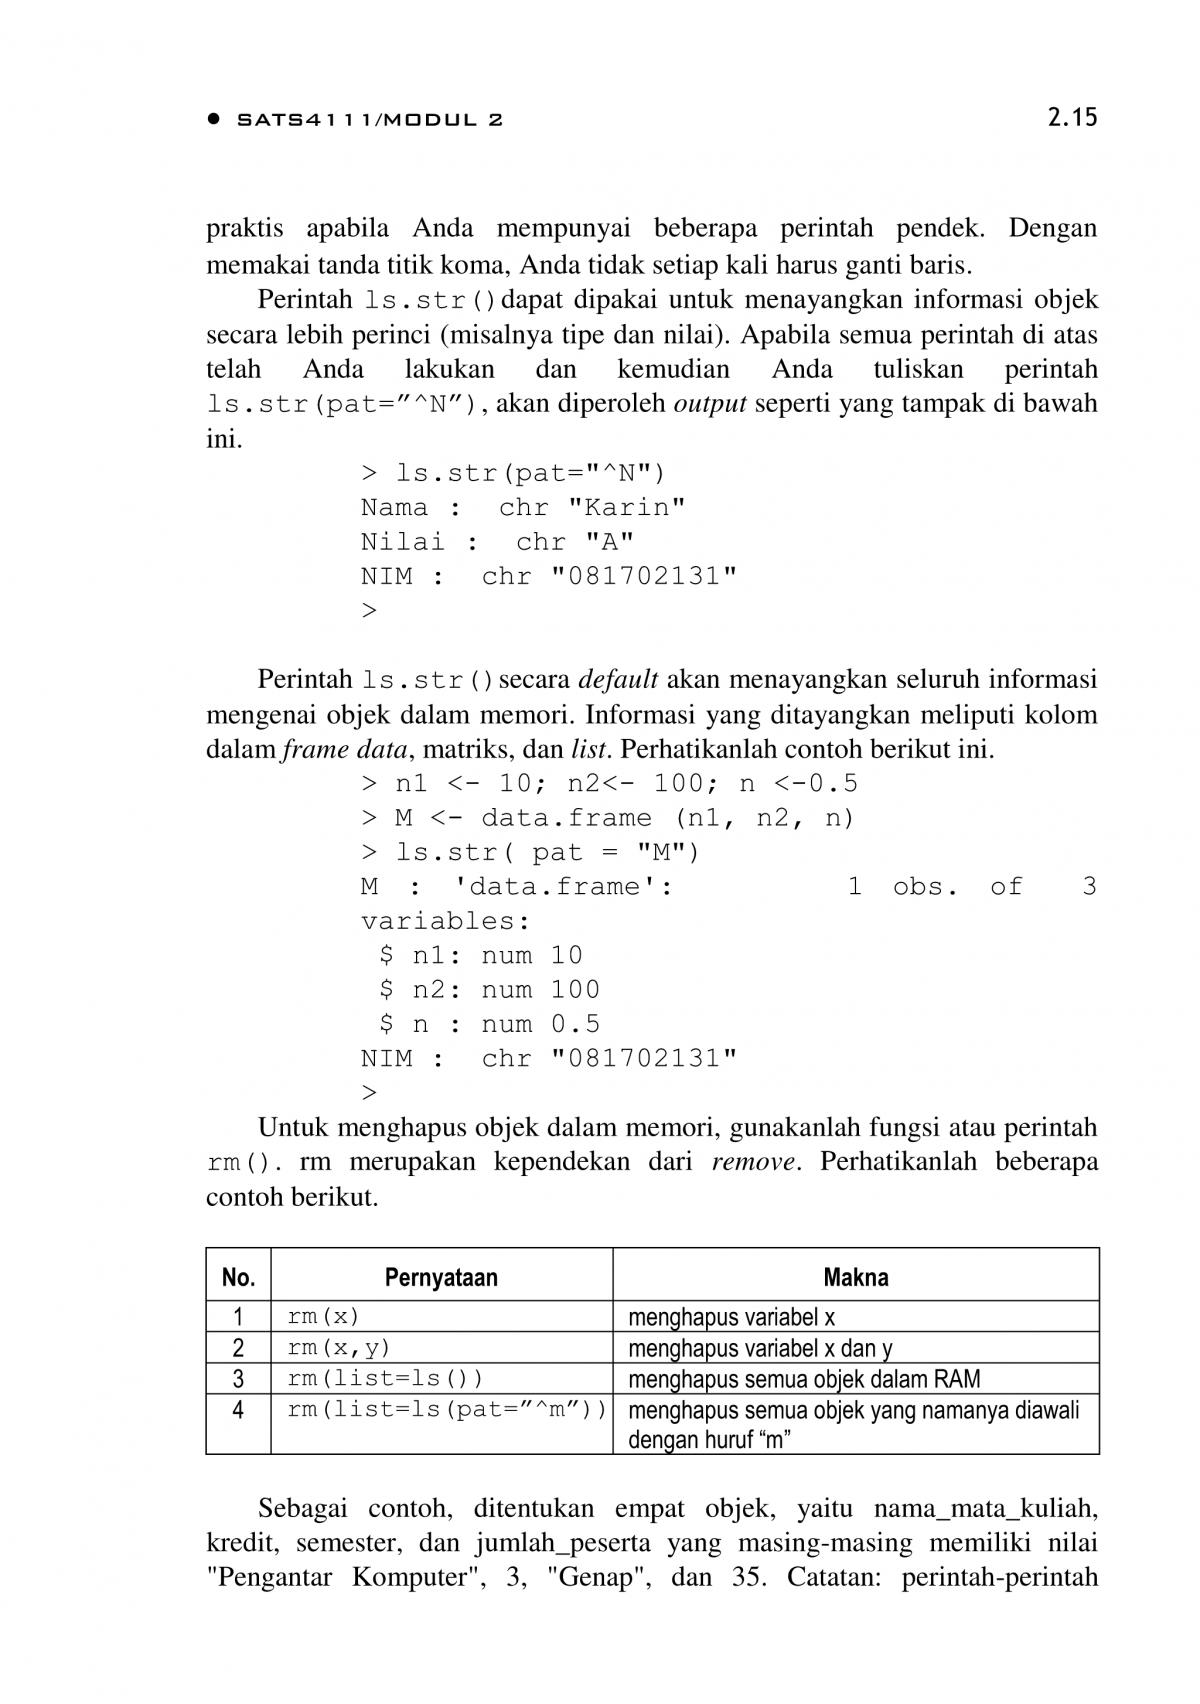 ● SATS4111/MODUL 2 2.15
praktis apabila Anda mempunyai beberapa perintah pendek. Dengan
memakai tanda titik koma, Anda tidak setiap kali harus ganti baris.
Perintah ls.str()dapat dipakai untuk menayangkan informasi objek
secara lebih perinci (misalnya tipe dan nilai). Apabila semua perintah di atas
telah Anda lakukan dan kemudian Anda tuliskan perintah
ls.str(pat=”^N”), akan diperoleh output seperti yang tampak di bawah
ini.
> ls.str(pat="^N")
Nama :  chr "Karin"
Nilai :  chr "A"
NIM :  chr "081702131"
>
Perintah ls.str()secara default akan menayangkan seluruh informasi
mengenai objek dalam memori. Informasi yang ditayangkan meliputi kolom
dalam frame data, matriks, dan list. Perhatikanlah contoh berikut ini.
> n1 <- 10; n2<- 100; n <-0.5
> M <- data.frame (n1, n2, n)
> ls.str( pat = "M")
M : 'data.frame': 1 obs. of 3
variables:
$ n1: num 10
$ n2: num 100
$ n : num 0.5
NIM :  chr "081702131"
>
Untuk menghapus objek dalam memori, gunakanlah fungsi atau perintah
rm(). rm merupakan kependekan dari remove. Perhatikanlah beberapa
contoh berikut.
No. Pernyataan Makna
1 rm(x) menghapus variabel x
2 rm(x,y) menghapus variabel x dan y
3 rm(list=ls()) menghapus semua objek dalam RAM
4 rm(list=ls(pat=”^m”)) menghapus semua objek yang namanya diawali
dengan huruf “m”
Sebagai contoh, ditentukan empat objek, yaitu nama_mata_kuliah,
kredit, semester, dan jumlah_peserta yang masing-masing memiliki nilai
"Pengantar Komputer", 3, "Genap", dan 35. Catatan: perintah-perintah